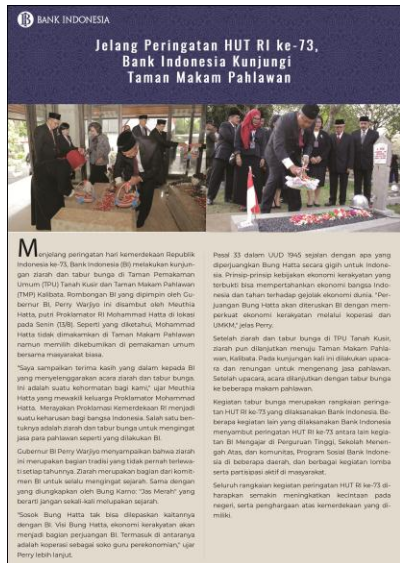 BANK INDONESIA
Jelang Peringatan HUT RI ke-73,
Bank Indonesia Kunjungi
Taman Makam Pahlawan
Menjelang peringatan hari kemerdekaan Republik
Indonesia ke-73, Bank Indonesia (BI) melakukan kunjun-
gan ziarah dan tabur bunga di Taman Pemakaman
Umum (TPU) Tanah Kusir dan Taman Makam Pahlawan
(TMP) Kalibata. Rombongan BI yang dipimpin oleh Gu-
bernur BI, Perry Warjiyo ini disambut oleh Meuthia
Hatta, putri Proklamator RI Mohammad Hatta di lokasi
pada Senin (13/8). Seperti yang diketahui, Mohammad
Hatta tidak dimakamkan di Taman Makam Pahlawan
namun memilih dikebumikan di pemakaman umum
bersama masyarakat biasa.
"Saya sampaikan terima kasih yang dalam kepada BI
yang menyelenggarakan acara ziarah dan tabur bunga.
Ini adalah suatu kehormatan bagi kami," ujar Meuthia
Hatta yang mewakili keluarga Proklamator Mohammad
Hatta. Merayakan Proklamasi Kemerdekaan RI menjadi
suatu keharusan bagi bangsa Indonesia. Salah satu ben-
tuknya adalah ziarah dan tabur bunga untuk mengingat
jasa para pahlawan seperti yang dilakukan BI.
Gubernur BI Perry Warjiyo menyampaikan bahwa ziarah
ini merupakan bagian tradisi yang tidak pernah terlewa-
ti setiap tahunnya. Ziarah merupakan bagian dari komit-
men BI untuk selalu mengingat sejarah. Sama dengan
yang diungkapkan oleh Bung Karno: "Jas Merah" yang
berarti jangan sekali-kali melupakan sejarah.
"Sosok Bung Hatta tak bisa dilepaskan kaitannya
dengan BI. Visi Bung Hatta, ekonomi kerakyatan akan
menjadi bagian perjuangan BI. Termasuk di antaranya
adalah koperasi sebagai soko guru perekonomian," ujar
Perry lebih lanjut.
Pasal 33 dalam UUD 1945 sejalan dengan apa yang
diperjuangkan Bung Hatta secara gigih untuk Indone-
sia. Prinsip-prinsip kebijakan ekonomi kerakyatan yang
terbukti bisa mempertahankan ekonomi bangsa Indo-
nesia dan tahan terhadap gejolak ekonomi dunia. "Per-
juangan Bung Hatta akan diteruskan BI dengan mem-
perkuat ekonomi kerakyatan melalui koperasi dan
UMKM," jelas Perry.
Setelah ziarah dan tabur bunga di TPU Tanah Kusir,
ziarah pun dilanjutkan menuju Taman Makam Pahla-
wan, Kalibata. Pada kunjungan kali ini dilakukan upaca-
ra dan renungan untuk mengenang jasa pahlawan.
Setelah upacara, acara dilanjutkan dengan tabur bunga
ke beberapa makam pahlawan.
Kegiatan tabur bunga merupakan rangkaian peringa-
tan HUT RI ke-73 yang dilaksanakan Bank Indonesia. Be-
berapa kegiatan lain yang dilaksanakan Bank Indonesia
menyambut peringatan HUT RI ke-73 antara lain kegia-
tan BI Mengajar di Perguruan Tinggi, Sekolah Menen-
gah Atas, dan komunitas, Program Sosial Bank Indone-
sia di beberapa daerah, dan berbagai kegiatan lomba
serta partisipasi aktif di masyarakat.
Seluruh rangkaian kegiatan peringatan HUT RI ke-73 di-
harapkan semakin meningkatkan kecintaan pada
negeri, serta penghargaan atas kemerdekaan yang di-
miliki.